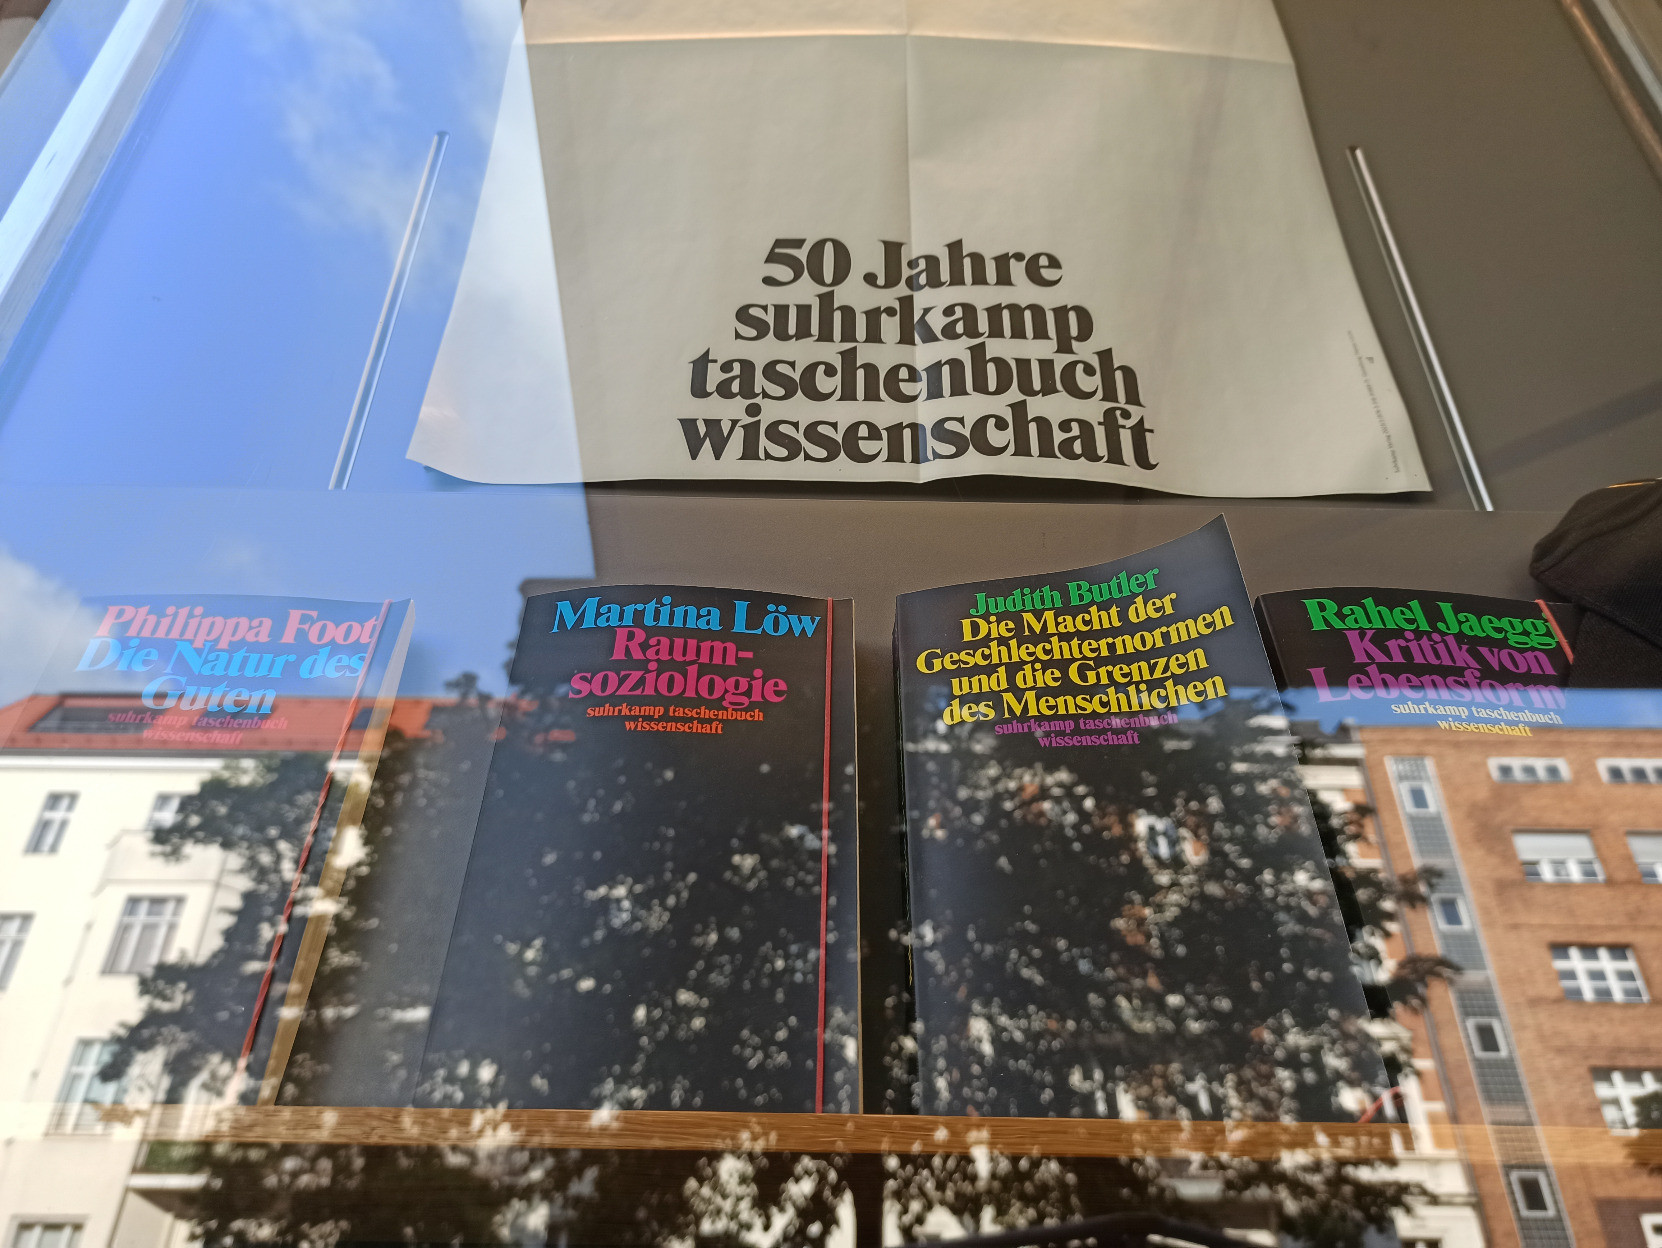 50 Jahre
suhrkamp
taschenbuch
wissenschaft
Philippa Foot
Die Natur des
Guten
suhrkamp taschenbuch
wissenschaft
Martina Löw
Raum-
soziologie
suhrkamp taschenbuch
wissenschaft
Judith Butler
Die Macht der
Geschlechternormen
und die Grenzen
des Menschlichen
suhrkamp taschenbuch
wissenschaft
Rahel Jaeggi
Kritik von
Lebensform
suhrkamp taschenbuch
wissenschaft